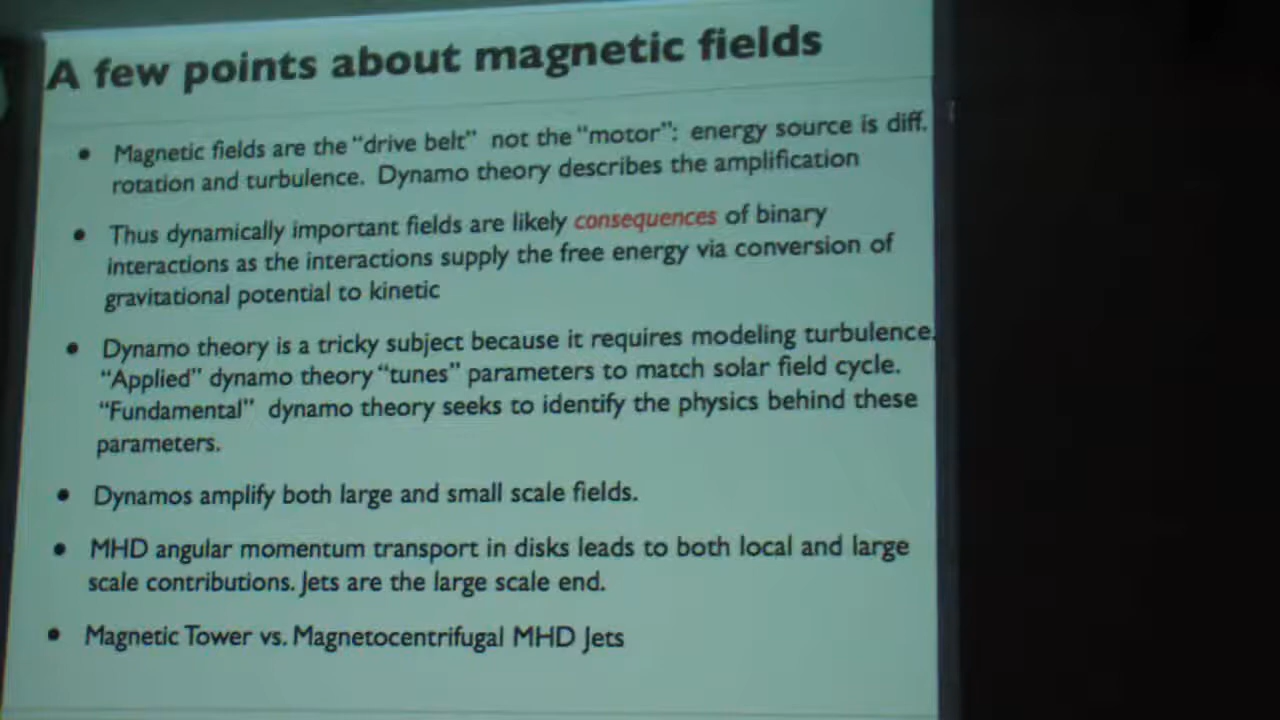 A few points about magnetic fields
• Magnetic fields are the “drive belt” not the “motor”: energy source is diff.
rotation and turbulence. Dynamo theory describes the amplification
• Thus dynamically important fields are likely consequences of binary
interactions as the interactions supply the free energy via conversion of
gravitational potential to kinetic
• Dynamo theory is a tricky subject because it requires modeling turbulence.
“Applied” dynamo theory “tunes” parameters to match solar field cycle.
“Fundamental” dynamo theory seeks to identify the physics behind these
parameters.
• Dynamos amplify both large and small scale fields.
• MHD angular momentum transport in disks leads to both local and large
scale contributions. Jets are the large scale end.
• Magnetic Tower vs. Magnetocentrifugal MHD Jets